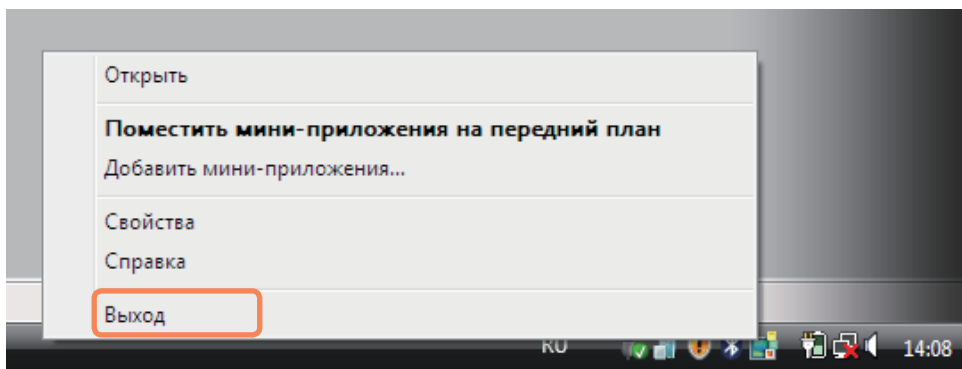 Открыть
Поместить мини-приложения на передний план
Добавить мини-приложения...
Свойства
Справка
Выход
RU 14:08